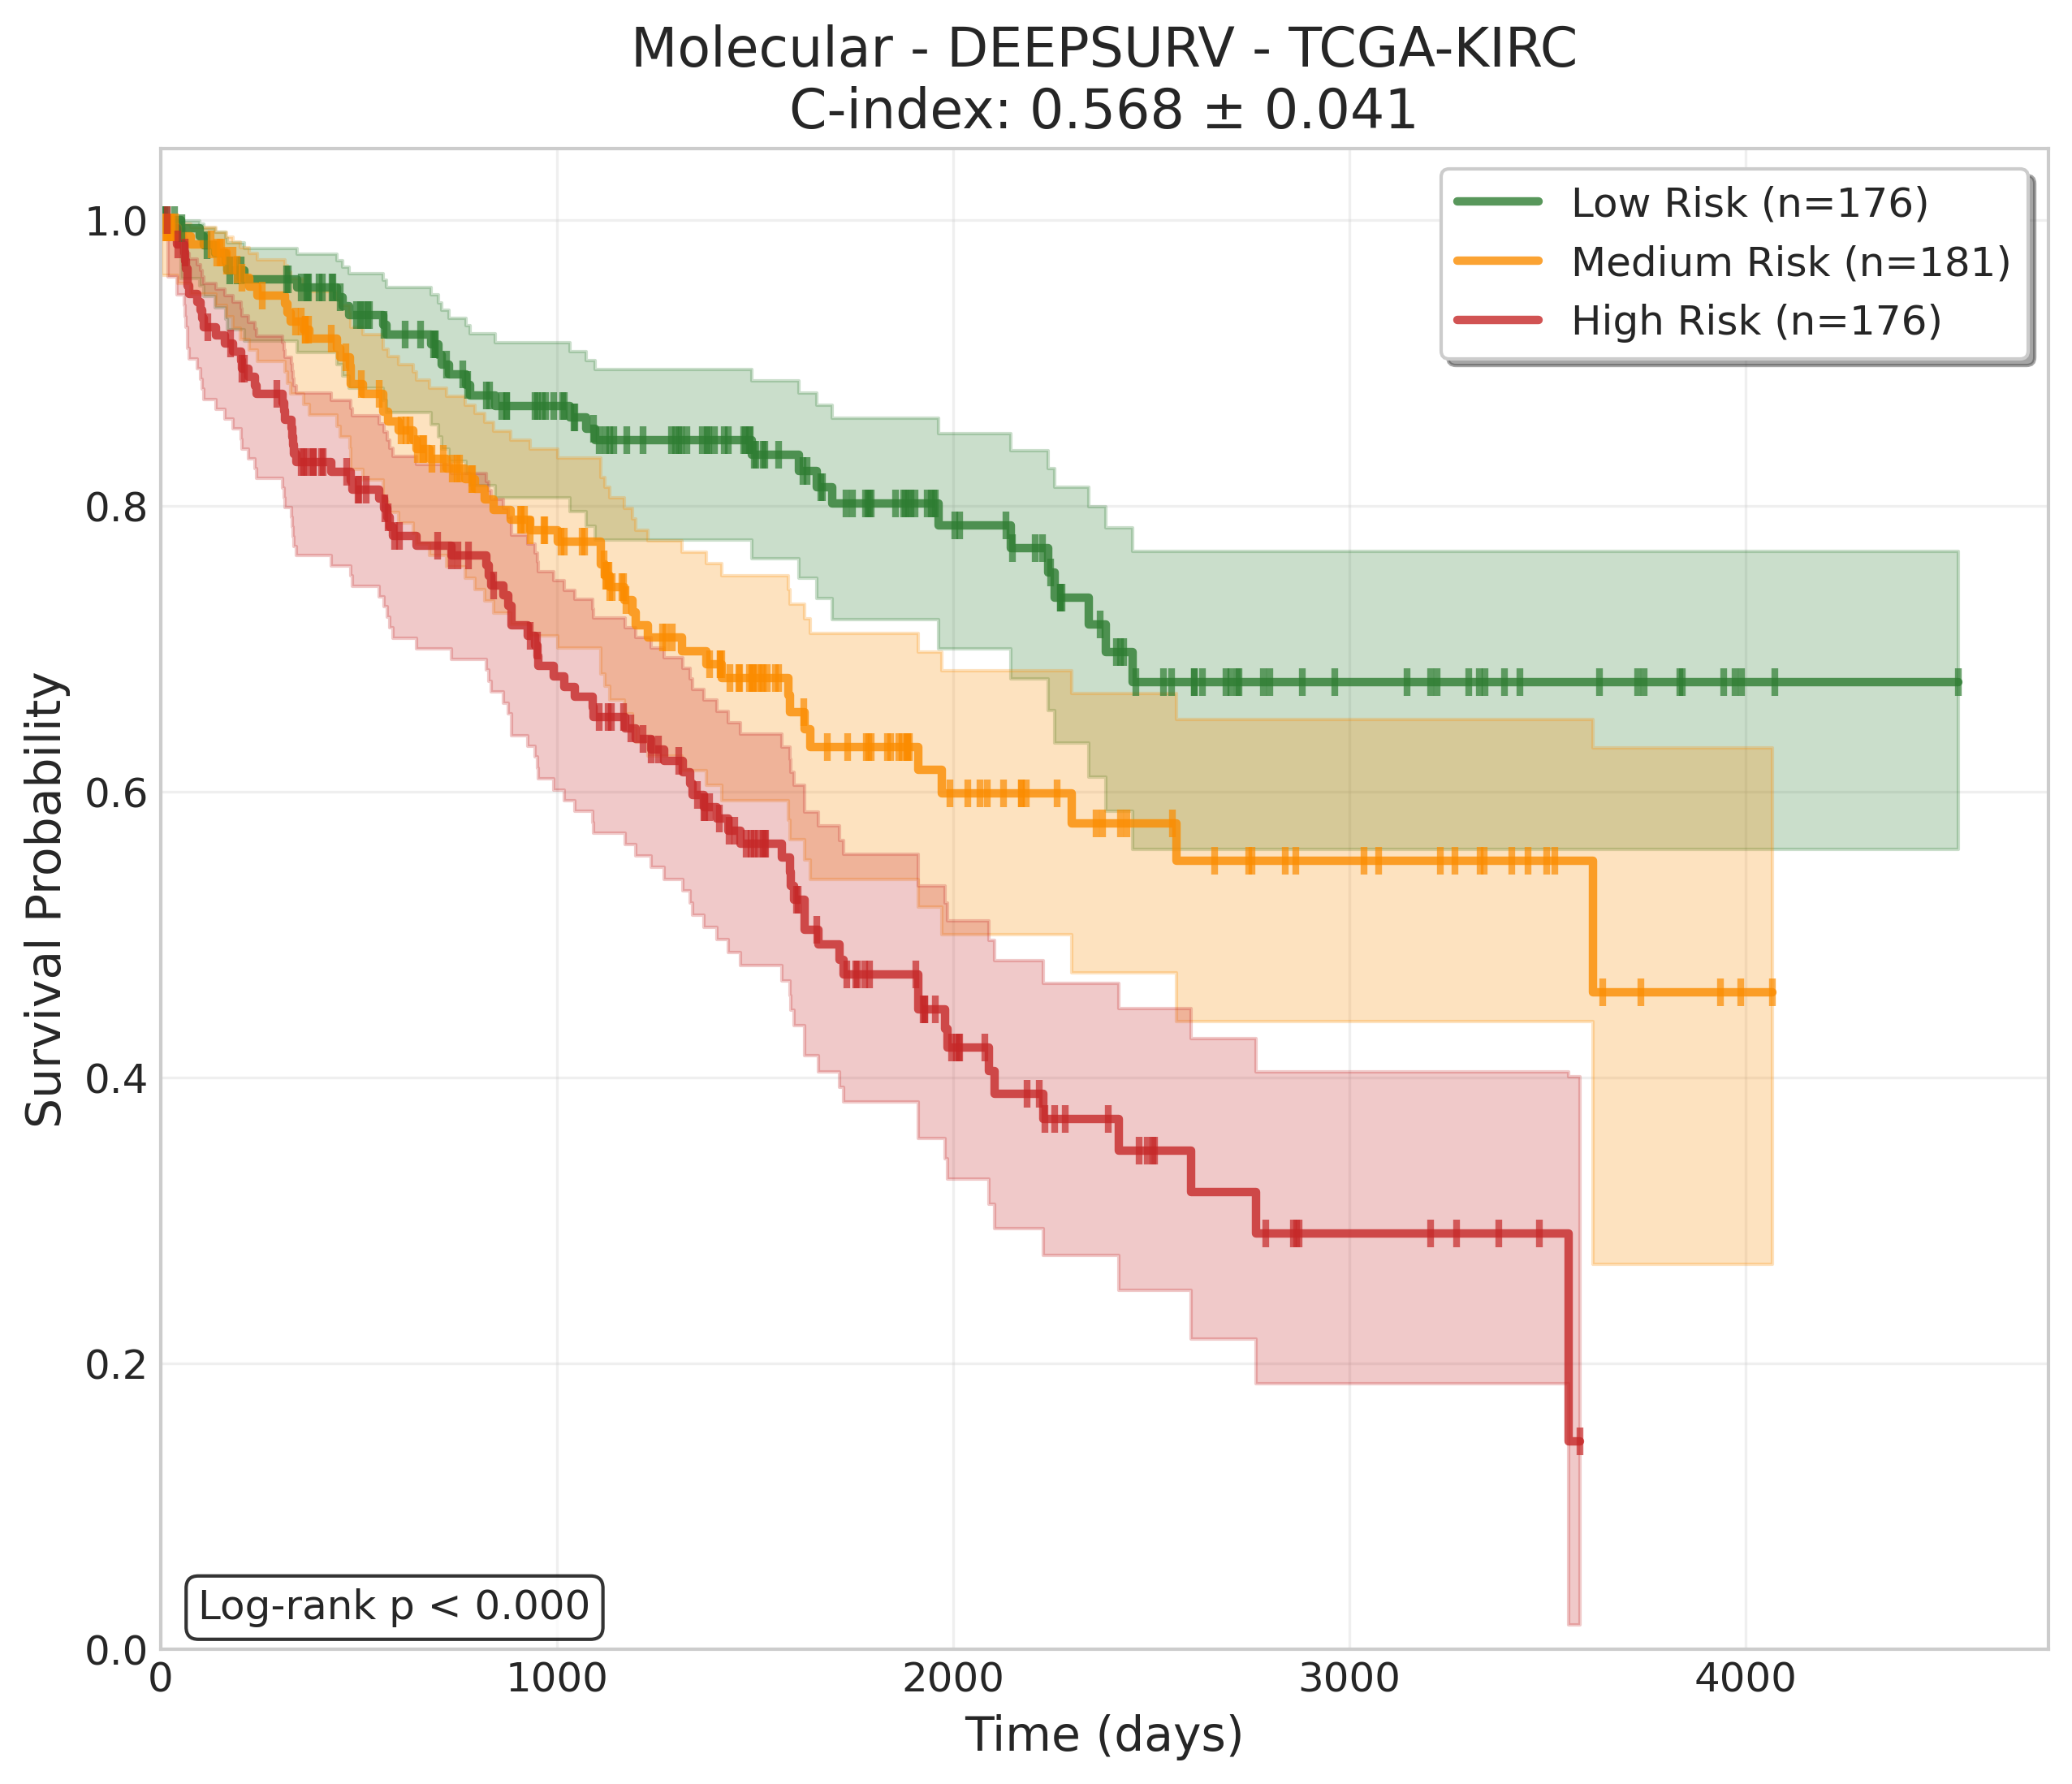 Molecular - DEEPSURV - TCGA-KIRC
C-index: 0.568 ± 0.041
Low Risk (n=176)
Medium Risk (n=181)
High Risk (n=176)
Survival Probability
1.0
0.8
0.6
0.4
0.2
0.0
Log-rank p < 0.000
0 1000 2000 3000 4000
Time (days)